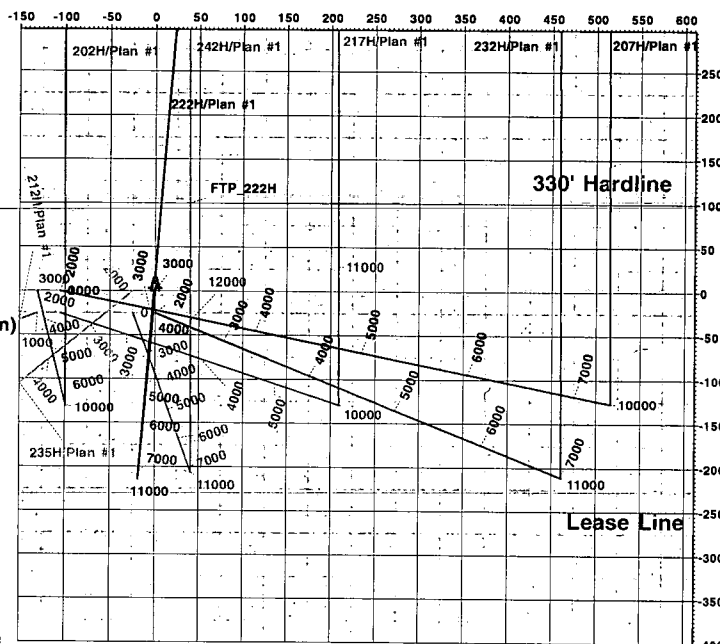 -150 -100 -50 0 50 100 150 200 250 300 350 400 450 500 550 600
202H/Plan #1 242H/Plan #1 217H/Plan #1 232H/Plan #1 207H/Plan #1
250
222H/Plan #1
200
150
212H/Plan #1 FTP_222H 330' Hardline
100
50
3000 2000 2000 3000 3000 12000 11000
0
2000 0 2000 3000 4000
-50
1000 4000 4000 5000
5000 3000 3000 3000 4000 6000
4000 6000 4000 5000 7000
-100
10000 5000 5000 4000 5000 10000 10000
-150
6000 6000 6000
235H/Plan #1 7000 7000 7000
-200
11000 11000 11000
-250
Lease Line
-300
-350